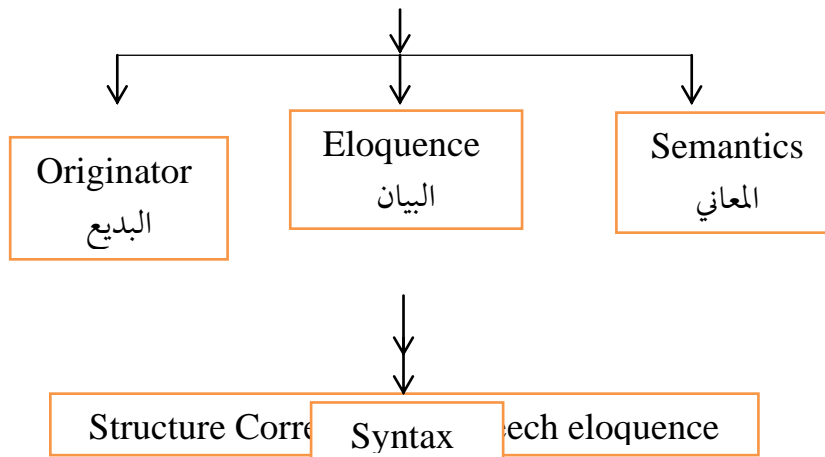 Originator
البديع
Eloquence
البيان
Semantics
المعاني
Structure Corre
Syntax
eech eloquence